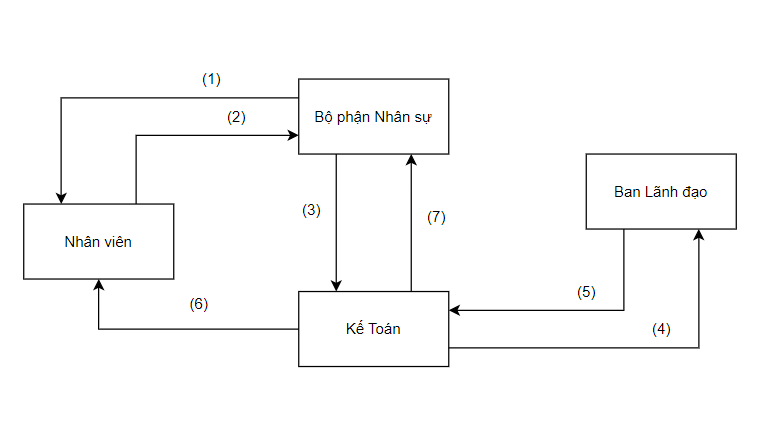 (1)
Bộ phận Nhân sự
(2)
Ban Lãnh đạo
(3)
(7)
Nhân viên
(5)
(6)
Kế Toán
(4)